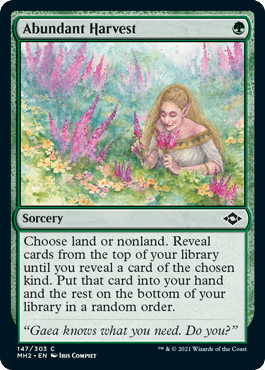 Abundant Harvest
Sorcery
Choose land or nonland. Reveal
cards from the top of your library
until you reveal a card of the chosen
kind. Put that card into your hand
and the rest on the bottom of your
library in a random order.
“Gaea knows what you need. Do you?”
147/303 C
MH2 • EN Iris Compiet
™ & © 2021 Wizards of the Coast